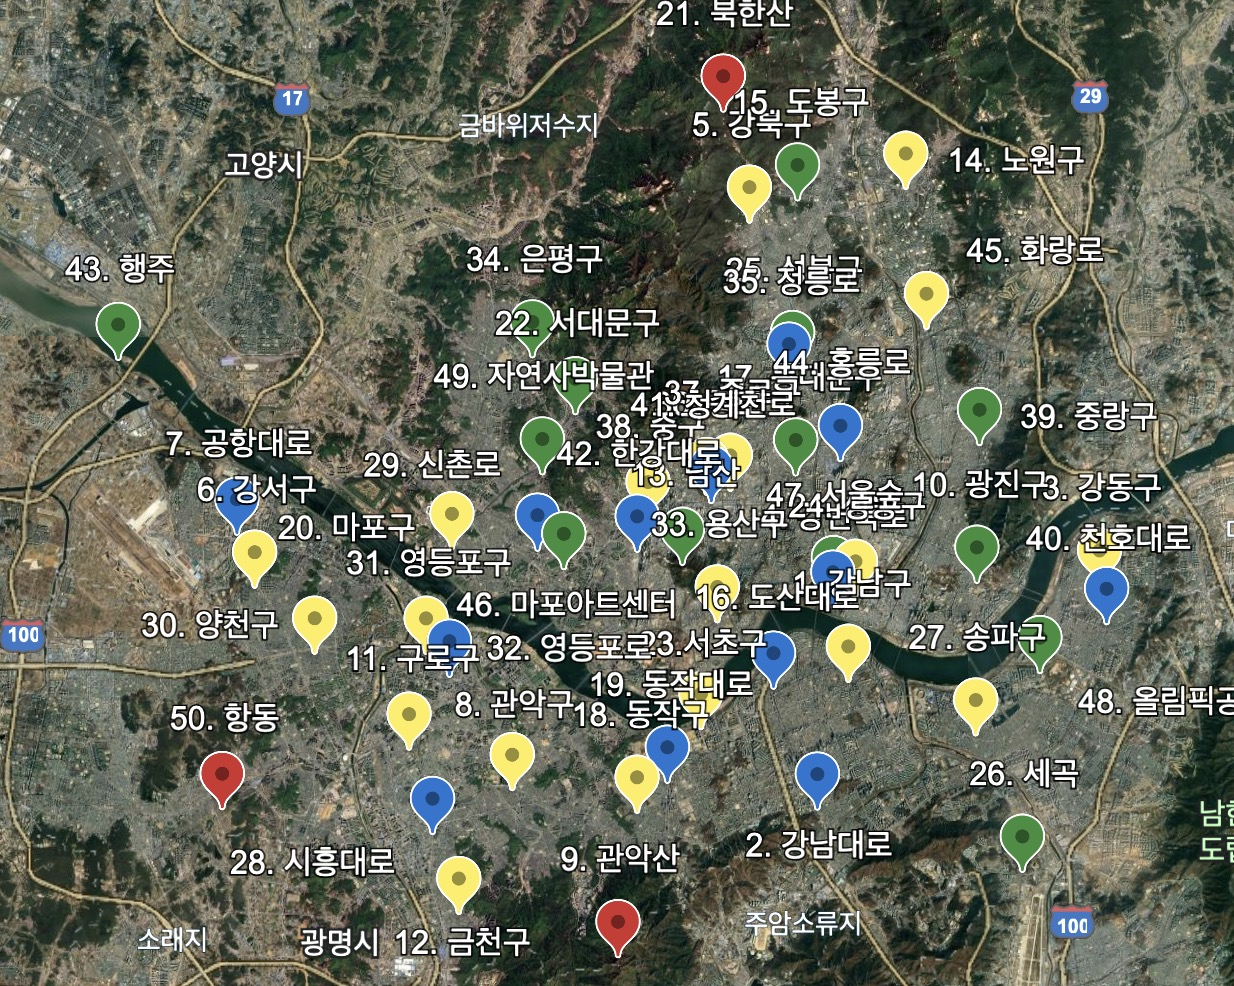 21. 북한산
17
29
15. 도봉구
5. 강북구
금바위저수지
고양시
14. 노원구
45. 화랑로
34. 은평구
43. 행주
25. 성북구
35. 정릉로
22. 서대문구
44. 홍릉로
49. 자연사박물관
37.
41. 청계천로
39. 중랑구
38. 중구
7. 공항대로
42. 한강대로
29. 신촌로
13. 남산
6. 강서구
47. 서울숲
10. 광진구
3. 강동구
20. 마포구
33. 용산구
40. 천호대로
31. 영등포구
1. 강남구
46. 마포아트센터
16. 도산대로
30. 양천구
100
27. 송파구
32. 영등포로
23.서초구
11. 구로구
19. 동작대로
8. 관악구
18. 동작구
48. 올림픽공
50. 항동
26. 세곡
남한
도립
2. 강남대로
9. 관악산
28. 시흥대로
주암소류지
100
소래지
광명시
12. 금천구